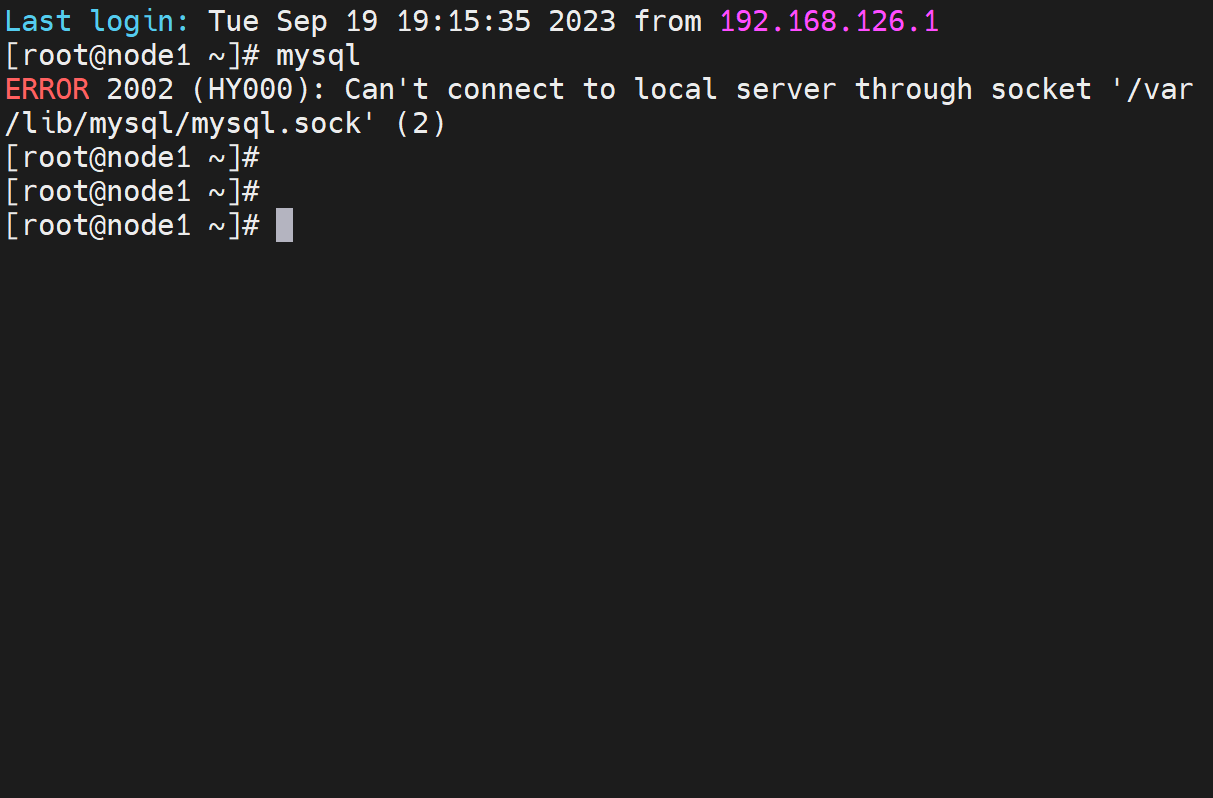 Last login: Tue Sep 19 19:15:35 2023 from 192.168.126.1
[root@node1 ~]# mysql
ERROR 2002 (HY000): Can't connect to local server through socket '/var
/lib/mysql/mysql.sock' (2)
[root@node1 ~]#
[root@node1 ~]#
[root@node1 ~]#